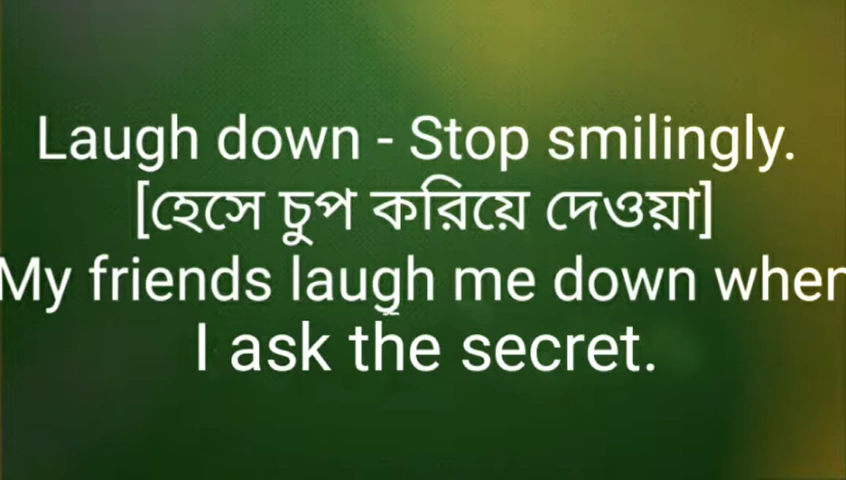 Laugh down - Stop smilingly.
[হেসে চুপ করিয়ে দেওয়া]
My friends laugh me down when
I ask the secret.